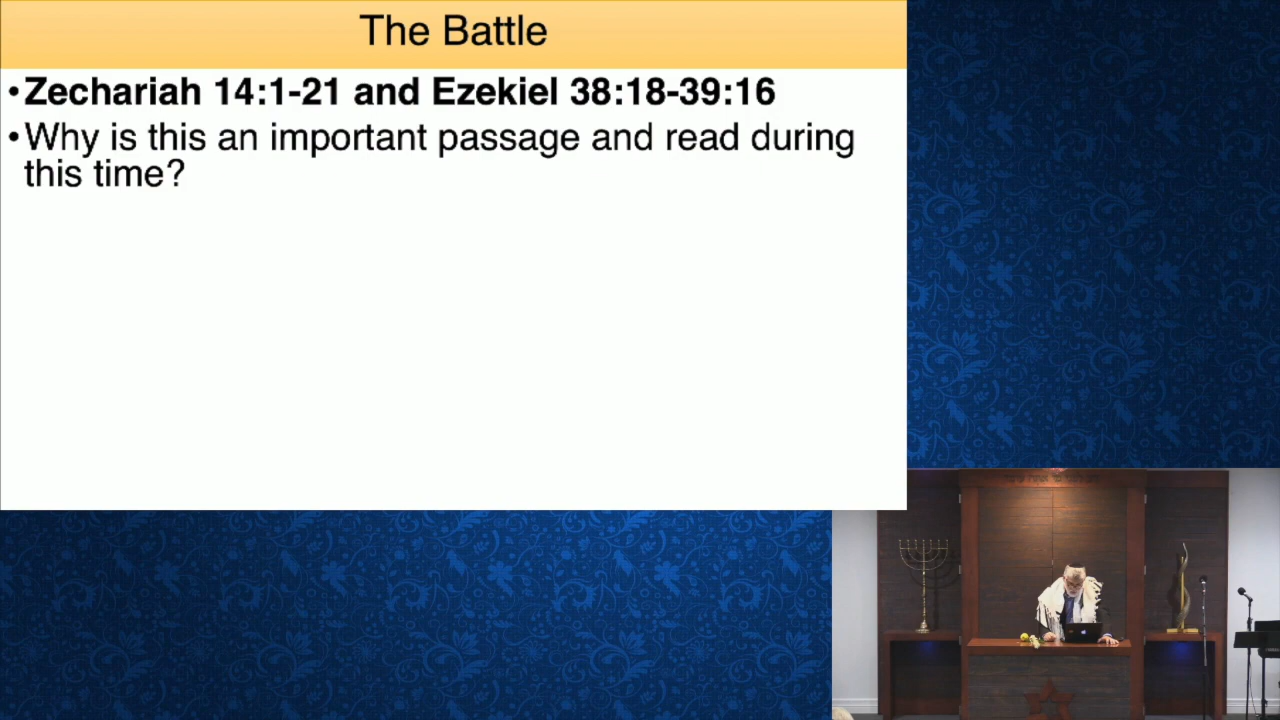 The Battle
•Zechariah 14:1-21 and Ezekiel 38:18-39:16
•Why is this an important passage and read during
this time?